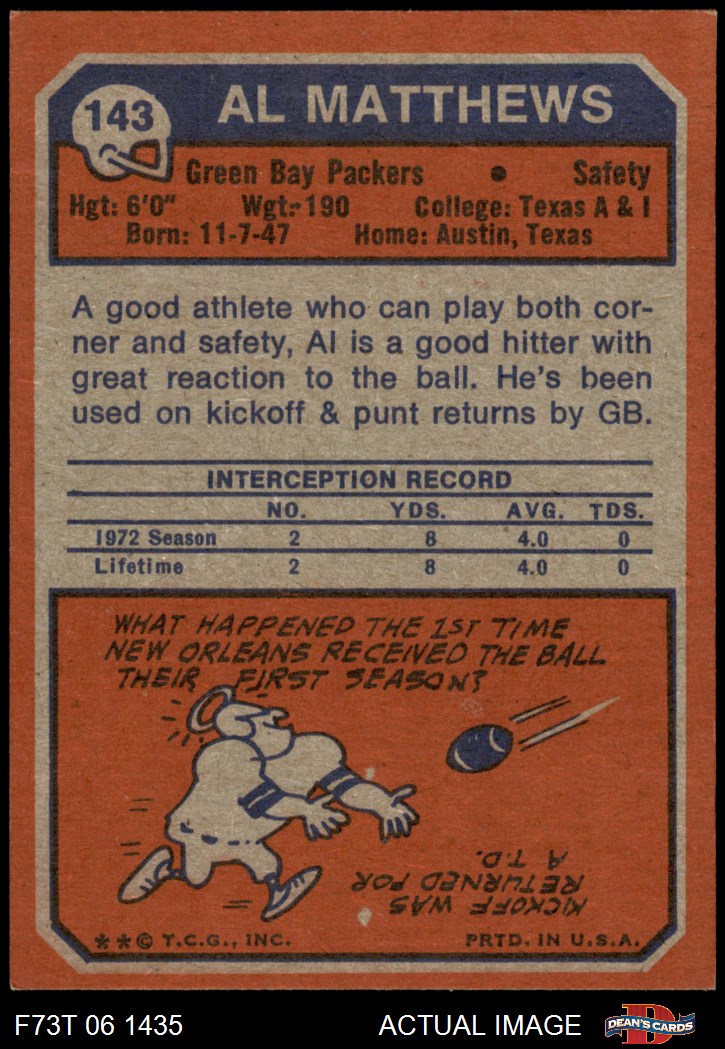 143
AL MATTHEWS
Green Bay Packers • Safety
Hgt: 6'0" Wgt: 190 College: Texas A & I
Born: 11-7-47 Home: Austin, Texas
A good athlete who can play both cor-
ner and safety, Al is a good hitter with
great reaction to the ball. He's been
used on kickoff & punt returns by GB.
INTERCEPTION RECORD
NO. YDS. AVG. TDS.
1972 Season 2 8 4.0 0
Lifetime 2 8 4.0 0
WHAT HAPPENED THE 1ST TIME
NEW ORLEANS RECEIVED THE BALL
THEIR FIRST SEASON?
KICKOFF WAS
RETURNED FOR
A T.D.
**© T.C.G., INC. PRTD. IN U.S.A.
F73T 06 1435 ACTUAL IMAGE
D
DEAN'S CARDS